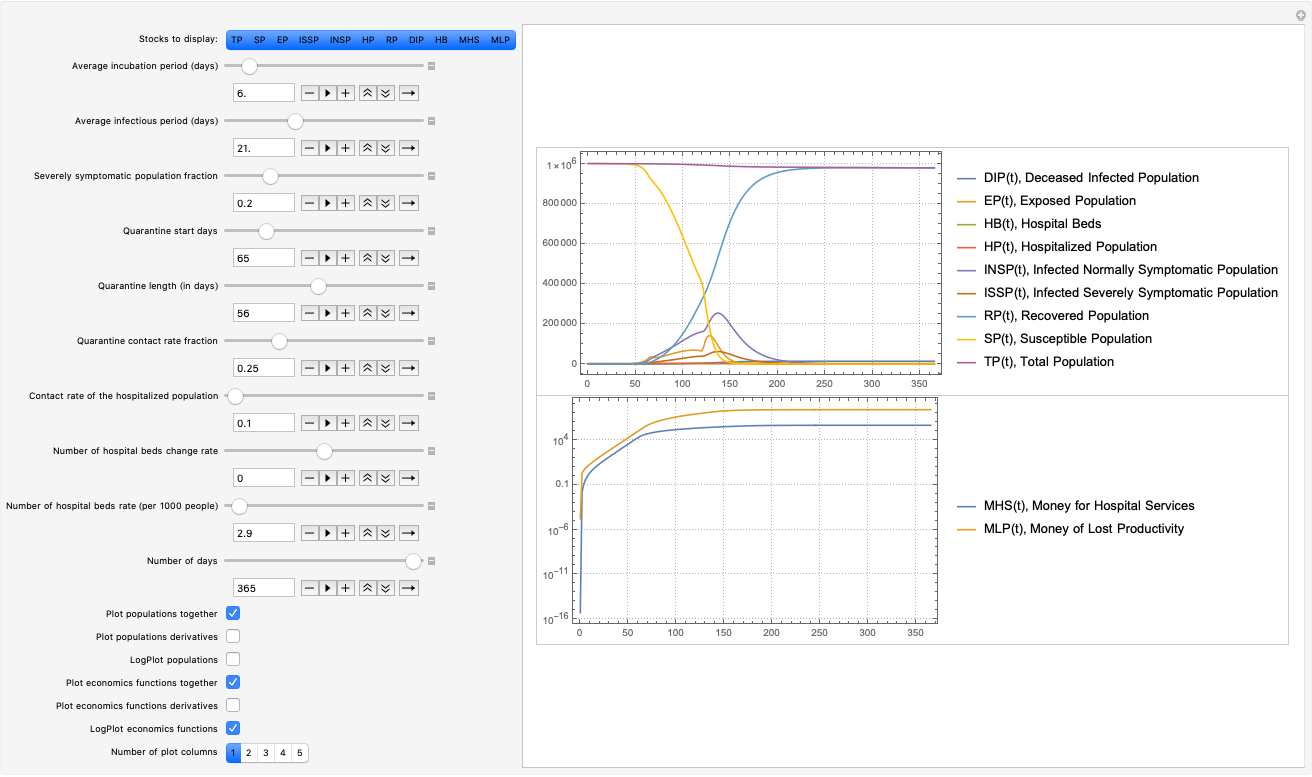 Stocks to display: TP SP EP ISSP INSP HP RP DIP HB MHS MLP
Average incubation period (days)
6.
Average infectious period (days)
21.
Severely symptomatic population fraction
0.2
Quarantine start days
65
Quarantine length (in days)
56
Quarantine contact rate fraction
0.25
Contact rate of the hospitalized population
0.1
Number of hospital beds change rate
0
Number of hospital beds rate (per 1000 people)
2.9
Number of days
365
Plot populations together
Plot populations derivatives
LogPlot populations
Plot economics functions together
Plot economics functions derivatives
LogPlot economics functions
Number of plot columns 1 2 3 4 5
1×10^6
800 000
600 000
400 000
200 000
0
0 50 100 150 200 250 300 350
DIP(t), Deceased Infected Population
EP(t), Exposed Population
HB(t), Hospital Beds
HP(t), Hospitalized Population
INSP(t), Infected Normally Symptomatic Population
ISSP(t), Infected Severely Symptomatic Population
RP(t), Recovered Population
SP(t), Susceptible Population
TP(t), Total Population
10^4
0.1
10^-6
10^-11
10^-16
0 50 100 150 200 250 300 350
MHS(t), Money for Hospital Services
MLP(t), Money of Lost Productivity